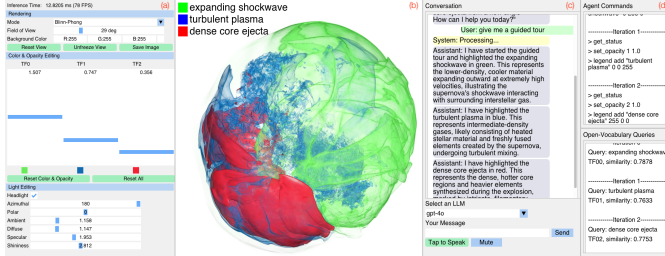 Inference Time: 12.8205 ms (78 FPS)
(a)
Rendering
Mode
Blinn-Phong
Field of View
29 deg
Background Color
R:255
G:255
B:255
Reset View
Unfreeze View
Save Image
Color & Opacity Editing
TF0
TF1
TF2
1.507
0.747
0.356
Reset Color & Opacity
Reset All
Light Editing
Headlight
Azimuthal
180
Polar
0
Ambient
1.158
Diffuse
1.147
Specular
1.953
Shininess
expanding shockwave
turbulent plasma
dense core ejecta
(b)
Conversation
(c)
How can I help you today?
User: give me a guided tour
System: Processing...
Assistant: I have started the guided
tour and highlighted the expanding
shockwave in green. This
represents the lower-density, cooler
material expanding outward at
extremely high
velocities, illustrating the
supernova's shockwave interacting
with surrounding interstellar gas.
Assistant: I have highlighted the
turbulent plasma in blue. This
represents intermediate-density
gases, likely consisting of heated
stellar material and freshly fused
elements created by the supernova,
undergoing turbulent mixing.
Assistant: I have highlighted the
dense core ejecta in red. This
represents the dense, hotter core
regions and heavier elements
synthesized during the explosion,
Select an LLM
gpt-4o
Your Message
Send
Tap to Speak
Mute
Agent Commands
(d)
-----------Iteration 1
> get_status
> set_opacity 1 1.0
> legend add "turbulent
plasma" 0 0 255
-----------Iteration 2
> get_status
> set_opacity 2 1.0
> legend add "dense core
ejecta" 255 0 0
Open-Vocabulary Queries
Query: expanding shockwave
TF00, similarity: 0.7878
-----------Iteration 1
Query: turbulent plasma
TF01, similarity: 0.7633
-----------Iteration 2
Query: dense core ejecta
TF02, similarity: 0.7753